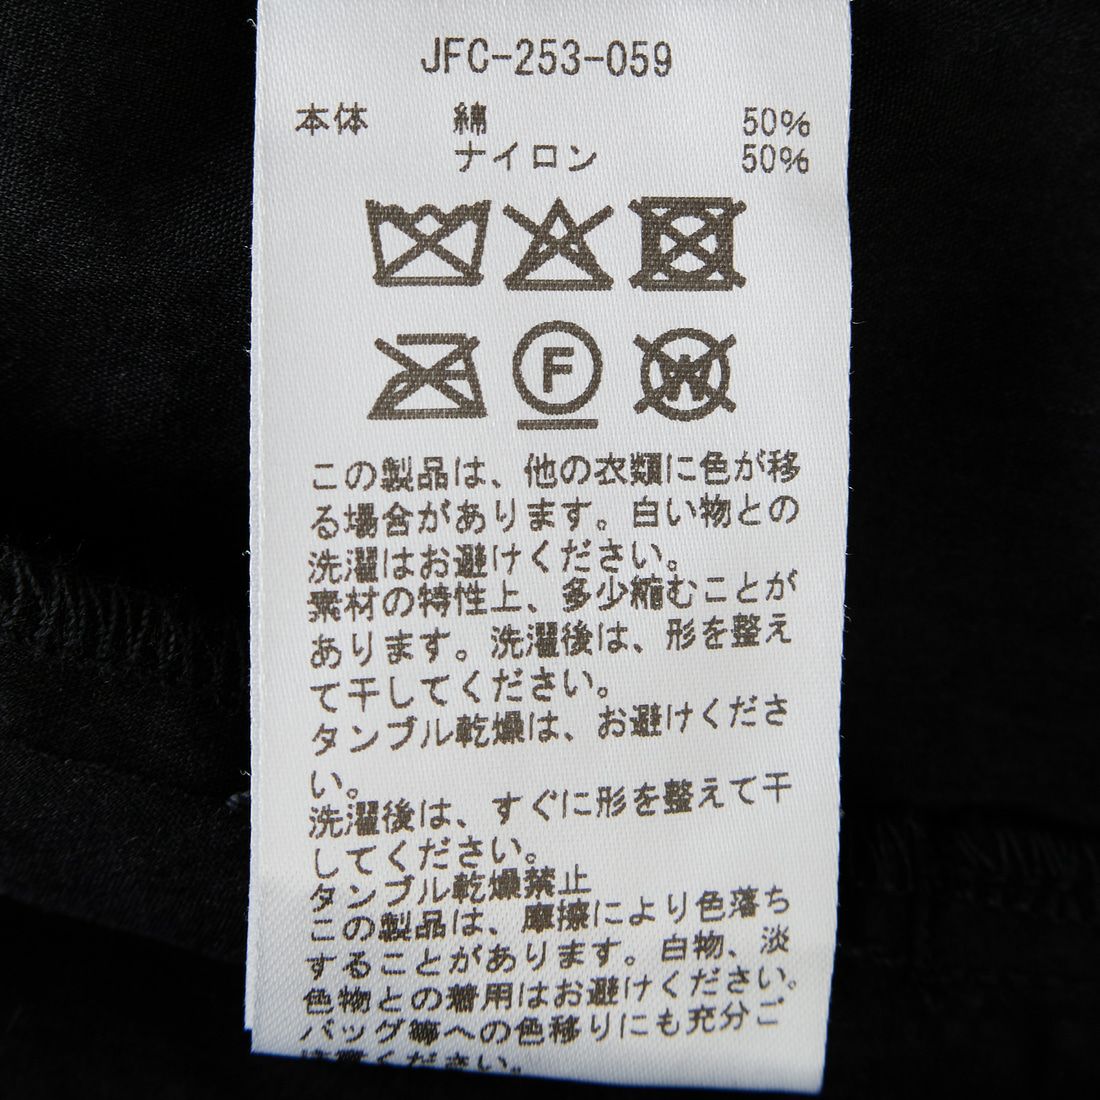 JFC-253-059
本体 綿 50%
ナイロン 50%
F
W
この製品は、他の衣類に色が移
る場合があります。白い物との
洗濯はお避けください。
素材の特性上、多少縮むことが
あります。洗濯後は、形を整え
て干してください。
タンブル乾燥は、お避けくださ
い。
洗濯後は、すぐに形を整えて干
してください。
タンブル乾燥禁止
この製品は、摩擦により色落ち
することがあります。白物、淡
色物との着用はお避けください。
バッグ等への色移りにも充分ご
注意ください。